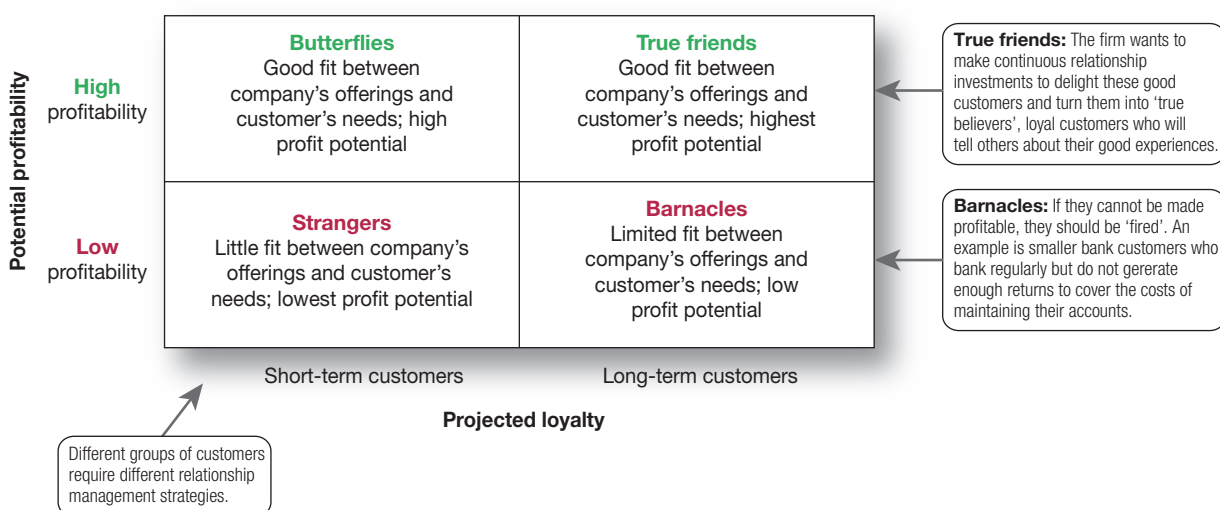 Potential profitability
High
profitability
Low
profitability
Butterflies
Good fit between
company's offerings and
customer's needs; high
profit potential
True friends
Good fit between
company's offerings and
customer's needs; highest
profit potential
Strangers
Little fit between company's
offerings and customer's
needs; lowest profit potential
Barnacles
Limited fit between
company's offerings and
customer's needs; low
profit potential
Short-term customers
Long-term customers
Projected loyalty
True friends: The firm wants to
make continuous relationship
investments to delight these good
customers and turn them into ‘true
believers’, loyal customers who will
tell others about their good experiences.
Barnacles: If they cannot be made
profitable, they should be ‘fired’. An
example is smaller bank customers who
bank regularly but do not gererate
enough returns to cover the costs of
maintaining their accounts.
Different groups of customers
require different relationship
management strategies.